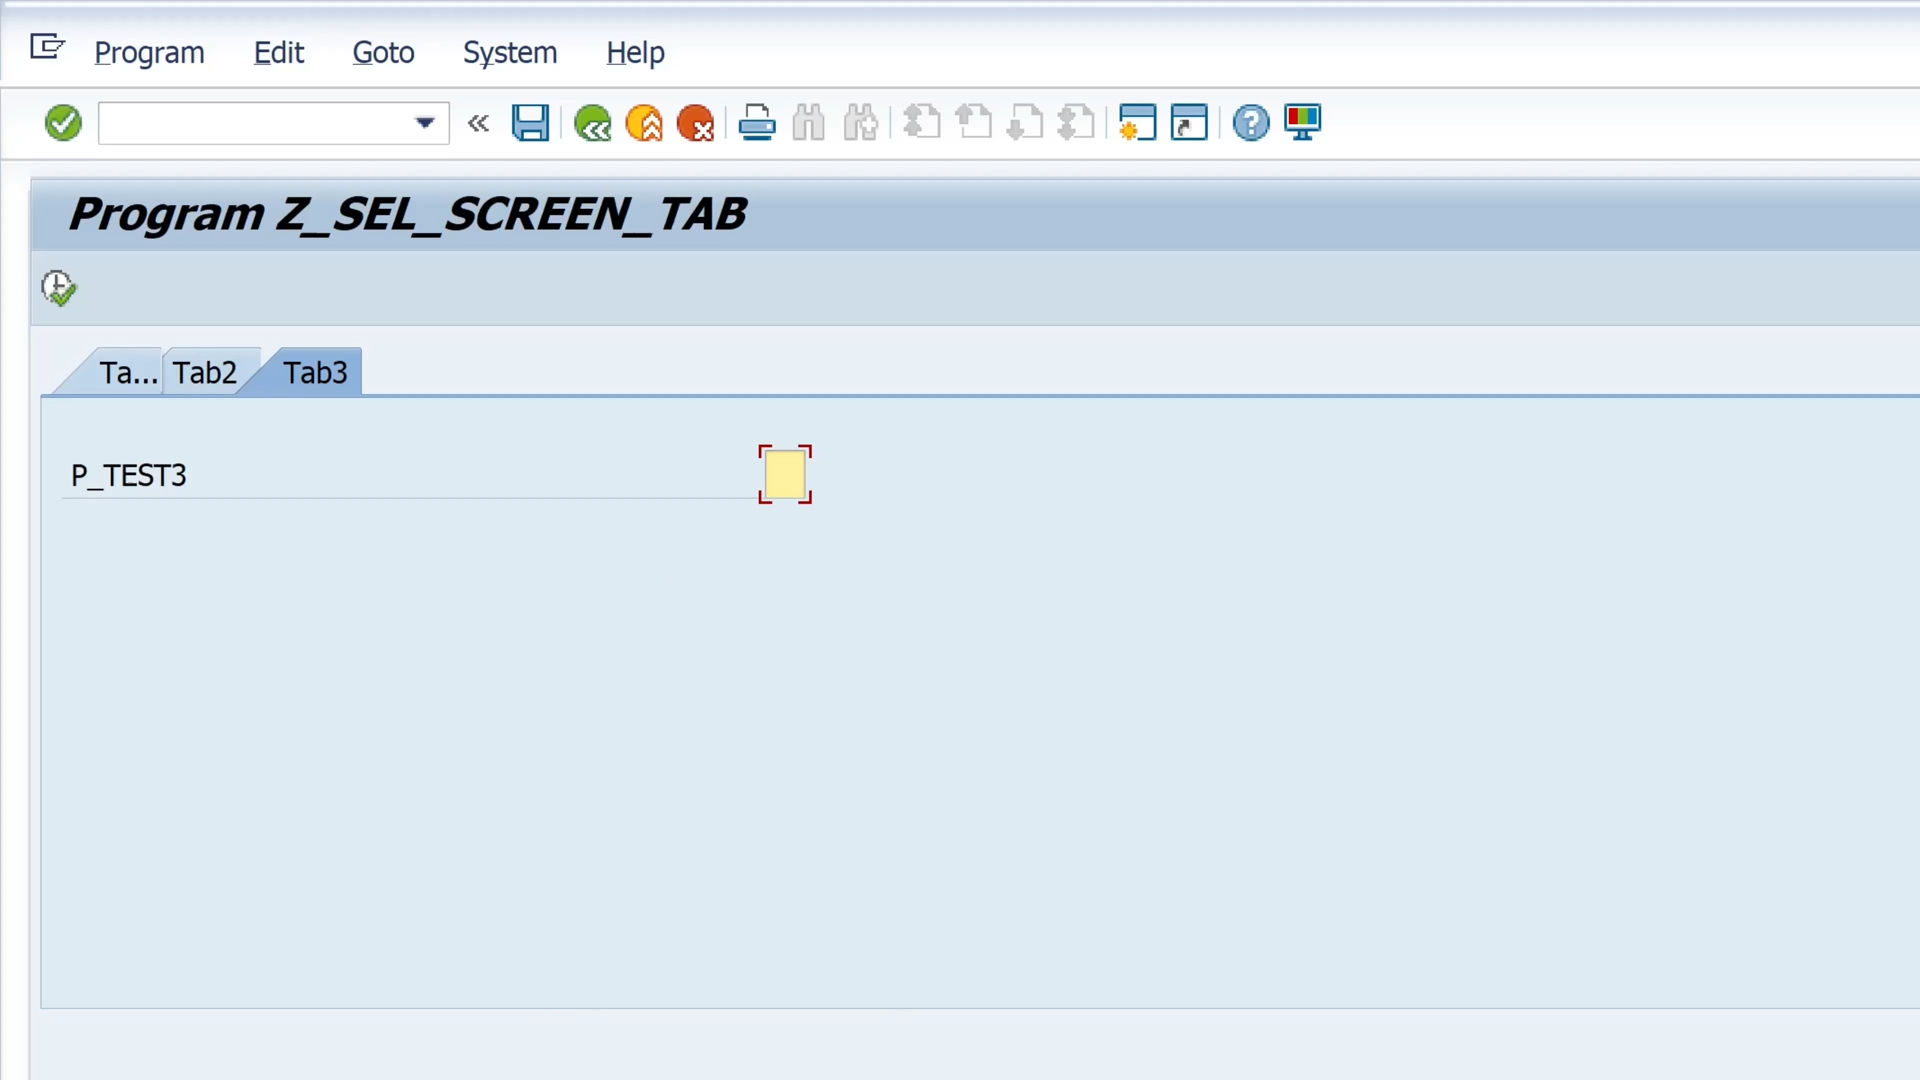 Program Edit Goto System Help
Program Z_SEL_SCREEN_TAB
Ta... Tab2 Tab3
P_TEST3